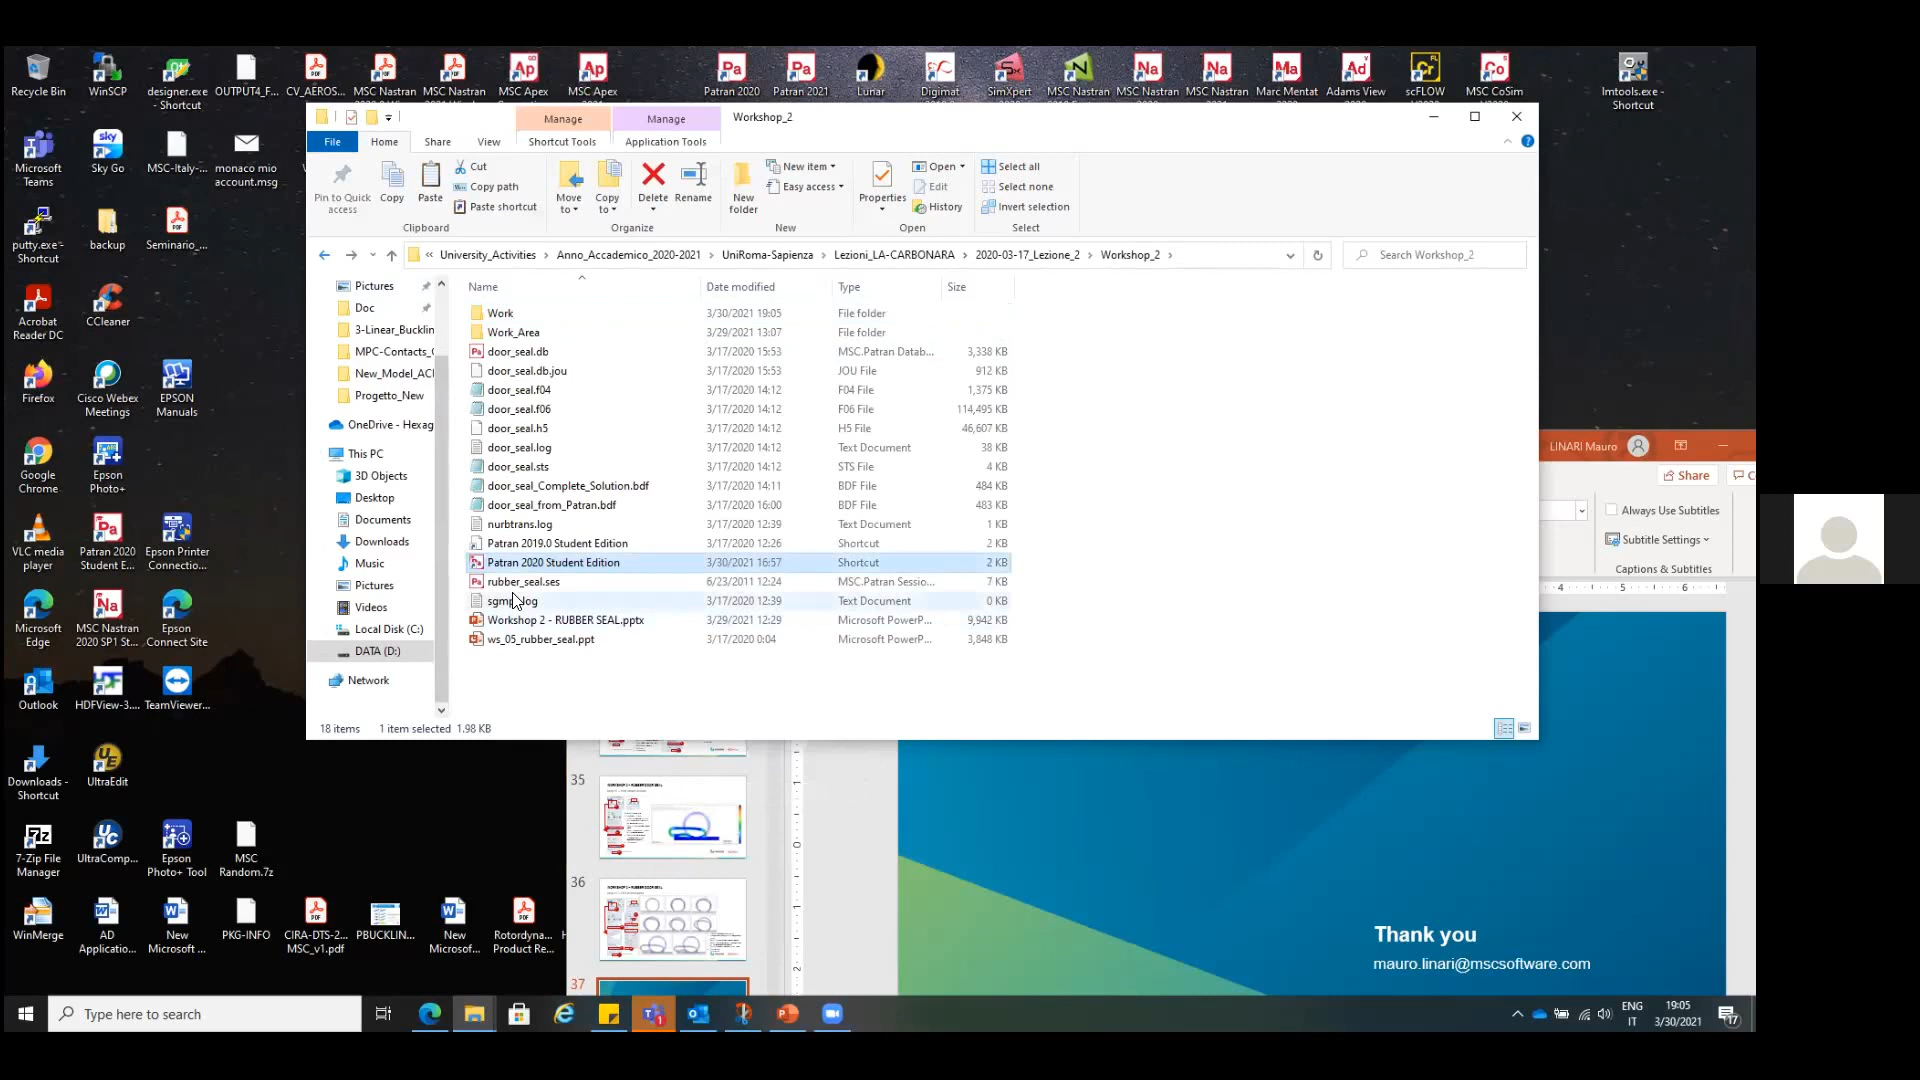 Recycle Bin
WinSCP
designer.exe - Shortcut
OUTPUT4_F...
CV_AEROS...
MSC Nastran
MSC Nastran
MSC Apex
MSC Apex
Patran 2020
Patran 2021
Lunar
Digimat
SimXpert
MSC Nastran
MSC Nastran
MSC Nastran
Marc Mentat
Adams View
scFLOW
MSC CoSim
lmtools.exe - Shortcut
Microsoft Teams
Sky Go
MSC-Italy-...
monaco mio account.msg
putty.exe - Shortcut
backup
Seminario_...
Acrobat Reader DC
CCleaner
Firefox
Cisco Webex Meetings
EPSON Manuals
Google Chrome
Epson Photo+
VLC media player
Patran 2020 Student E...
Epson Printer Connectio...
Microsoft Edge
MSC Nastran 2020 SP1 St...
Epson Connect Site
Outlook
HDFView-3....
TeamViewer...
Downloads - Shortcut
UltraEdit
7-Zip File Manager
UltraComp...
Epson Photo+ Tool
MSC Random.7z
WinMerge
AD Applicatio...
New Microsoft ...
PKG-INFO
CIRA-DTS-2... MSC_v1.pdf
PBUCKLIN...
New Microsof...
Rotordyna... Product Re...
Manage
Manage
Workshop_2
File
Home
Share
View
Shortcut Tools
Application Tools
Pin to Quick access
Copy
Paste
Cut
Copy path
Paste shortcut
Clipboard
Move to
Copy to
Delete
Rename
Organize
New folder
New item
Easy access
New
Properties
Open
Edit
History
Open
Select all
Select none
Invert selection
Select
« University_Activities > Anno_Accademico_2020-2021 > UniRoma-Sapienza > Lezioni_LA-CARBONARA > 2020-03-17_Lezione_2 > Workshop_2 >
Search Workshop_2
Pictures
Doc
3-Linear_Bucklin
MPC-Contacts_
New_Model_AC
Progetto_New
OneDrive - Hexag
This PC
3D Objects
Desktop
Documents
Downloads
Music
Pictures
Videos
Local Disk (C:)
DATA (D:)
Network
Name Date modified Type Size
Work 3/30/2021 19:05 File folder
Work_Area 3/29/2021 13:07 File folder
door_seal.db 3/17/2020 15:53 MSC.Patran Datab... 3,338 KB
door_seal.db.jou 3/17/2020 15:53 JOU File 912 KB
door_seal.f04 3/17/2020 14:12 F04 File 1,375 KB
door_seal.f06 3/17/2020 14:12 F06 File 114,495 KB
door_seal.h5 3/17/2020 14:12 H5 File 46,607 KB
door_seal.log 3/17/2020 14:12 Text Document 38 KB
door_seal.sts 3/17/2020 14:12 STS File 4 KB
door_seal_Complete_Solution.bdf 3/17/2020 14:11 BDF File 484 KB
door_seal_from_Patran.bdf 3/17/2020 16:00 BDF File 483 KB
nurbtrans.log 3/17/2020 12:39 Text Document 1 KB
Patran 2019.0 Student Edition 3/17/2020 12:26 Shortcut 2 KB
Patran 2020 Student Edition 3/30/2021 16:57 Shortcut 2 KB
rubber_seal.ses 6/23/2011 12:24 MSC.Patran Sessio... 7 KB
3/17/2020 12:39 Text Document 0 KB
Workshop 2 - RUBBER SEAL.pptx 3/29/2021 12:29 Microsoft PowerP... 9,942 KB
ws_05_rubber_seal.ppt 3/17/2020 0:04 Microsoft PowerP... 3,848 KB
18 items 1 item selected 1.98 KB
LINARI Mauro
Share
Always Use Subtitles
Subtitle Settings
Captions & Subtitles
4 5 6
35
36
37
1
0
1
2
Thank you
mauro.linari@mscsoftware.com
Type here to search
ENG
IT
19:05
3/30/2021
17